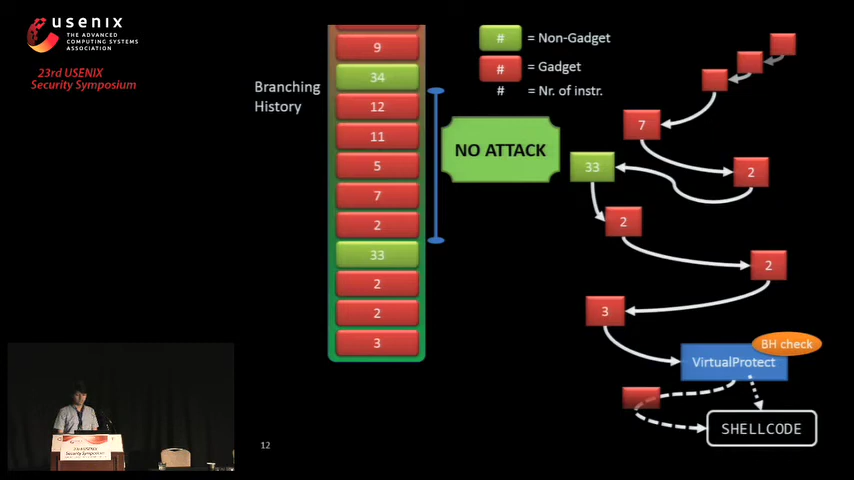 usenix
THE ADVANCED
COMPUTING SYSTEMS
ASSOCIATION
23rd USENIX
Security Symposium
Branching
History
9
34
12
11
5
7
2
33
2
2
3
# = Non-Gadget
# = Gadget
# = Nr. of instr.
NO ATTACK
7
2
33
2
2
3
BH check
VirtualProtect
SHELLCODE
12